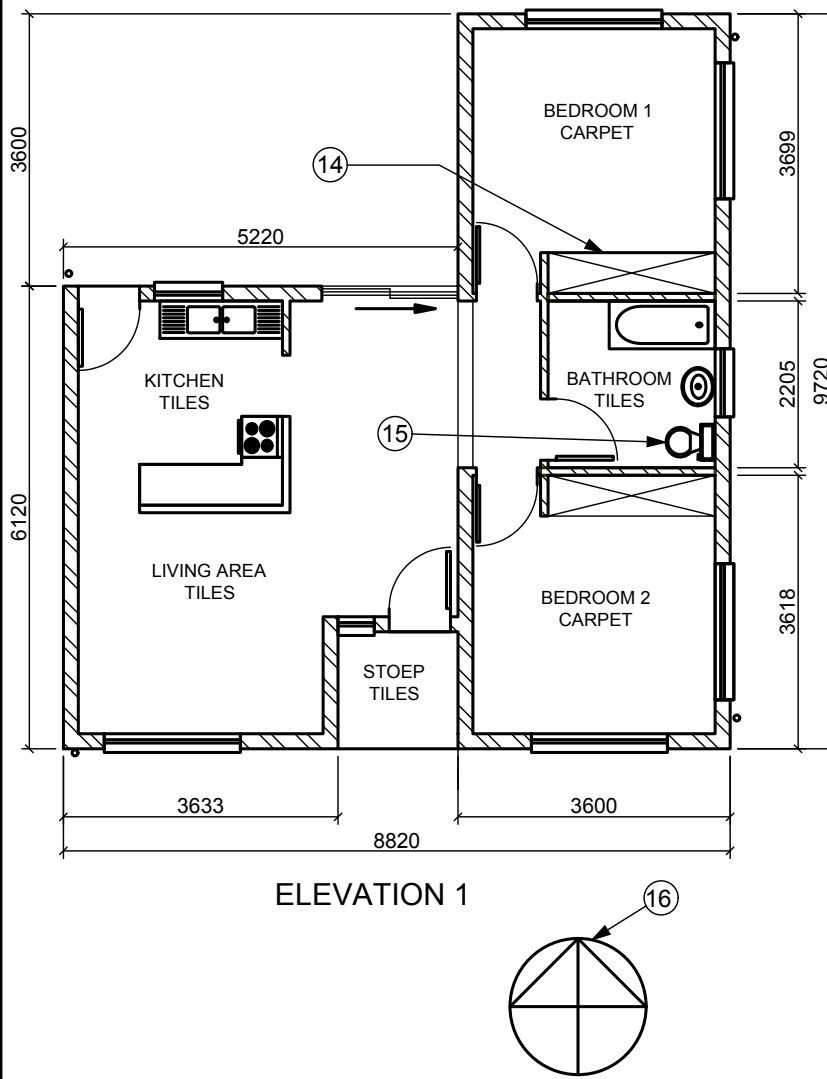 BEDROOM 1
CARPET
3600
3699
14
5220
KITCHEN
TILES
BATHROOM
TILES
2205
9720
15
6120
LIVING AREA
TILES
BEDROOM 2
CARPET
3618
STOEP
TILES
3633
3600
8820
ELEVATION 1
16